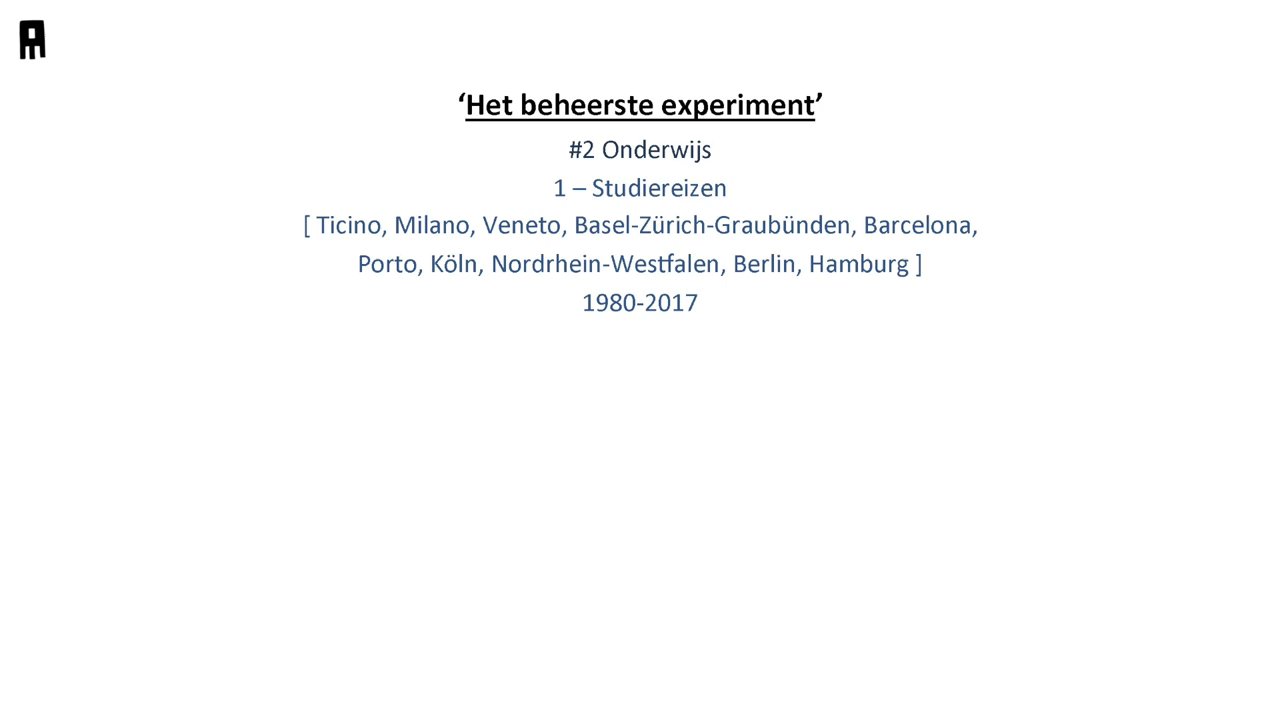 ‘Het beheerste experiment’
#2 Onderwijs
1 – Studiereizen
[ Ticino, Milano, Veneto, Basel-Zürich-Graubünden, Barcelona,
Porto, Köln, Nordrhein-Westfalen, Berlin, Hamburg ]
1980-2017